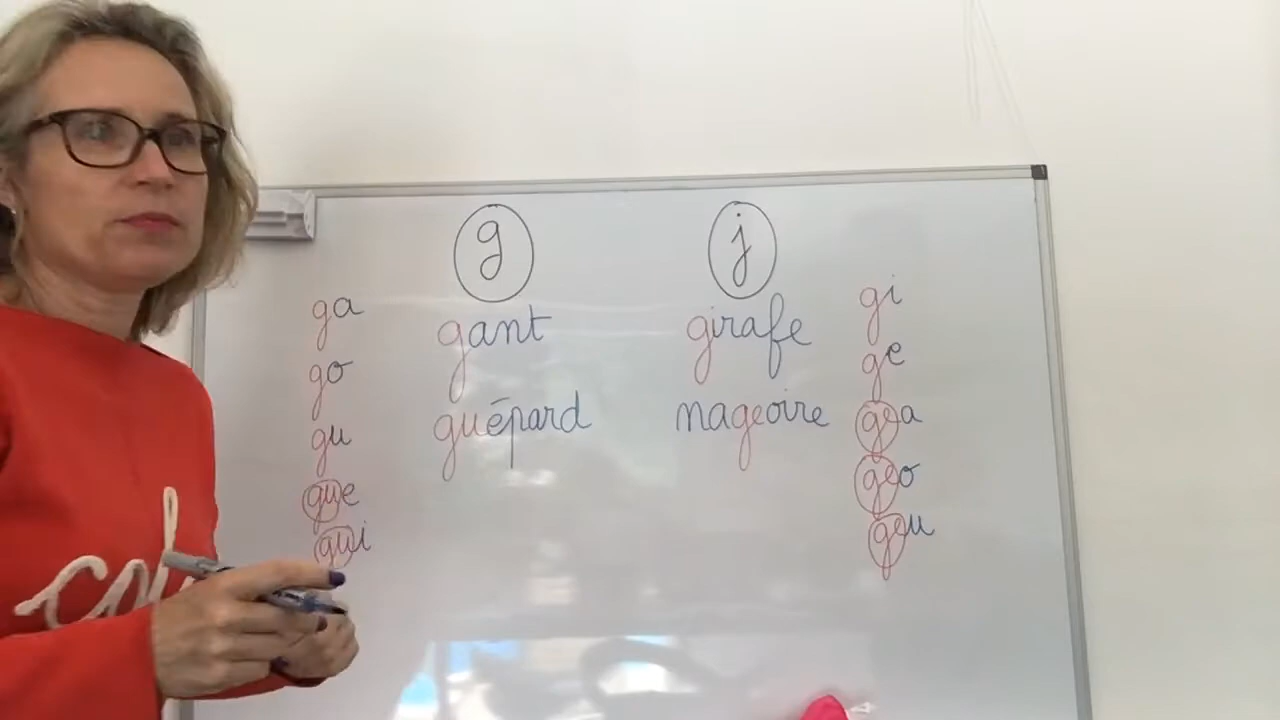 g j
ga gant girafe gi
go ge
gu guépard nageoire gea
gue geo
gui geu